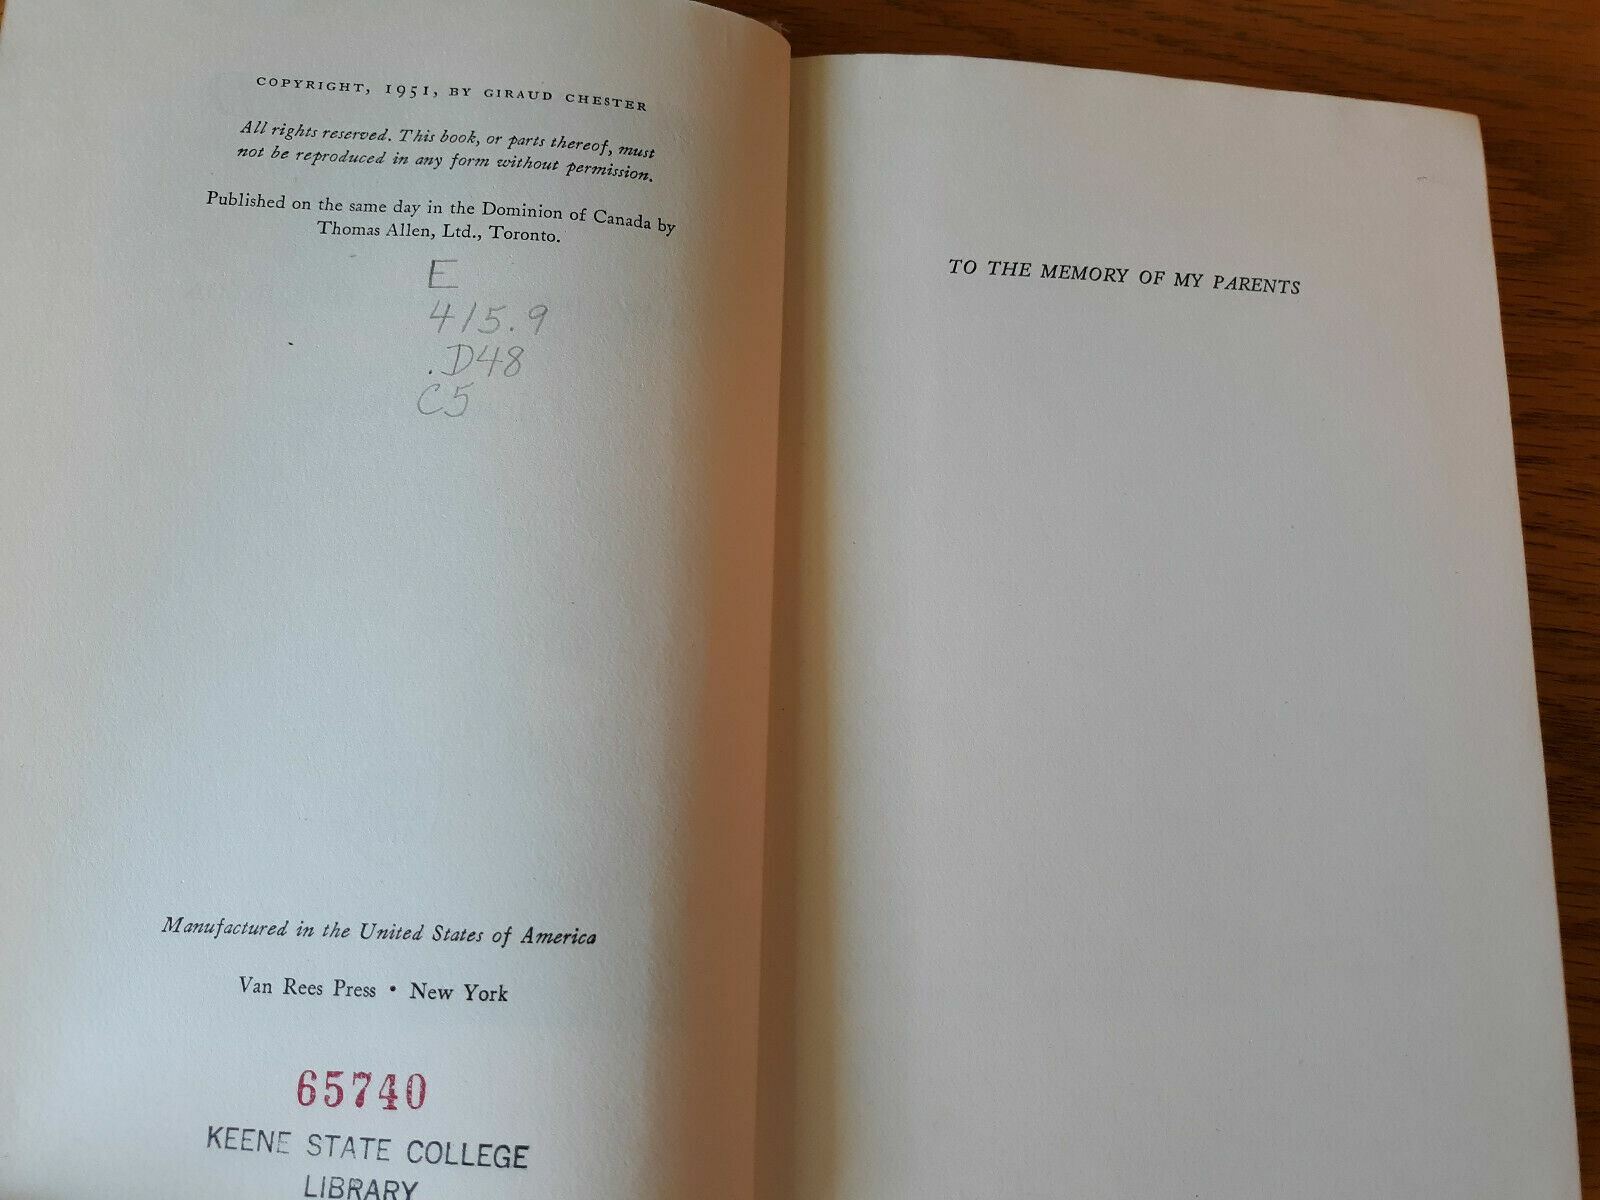 COPYRIGHT, 1951, BY GIRAUD CHESTER
All rights reserved. This book, or parts thereof, must
not be reproduced in any form without permission.
Published on the same day in the Dominion of Canada by
Thomas Allen, Ltd., Toronto.
E
415.9
.D48
C5
Manufactured in the United States of America
Van Rees Press • New York
65740
KEENE STATE COLLEGE
LIBRARY
TO THE MEMORY OF MY PARENTS